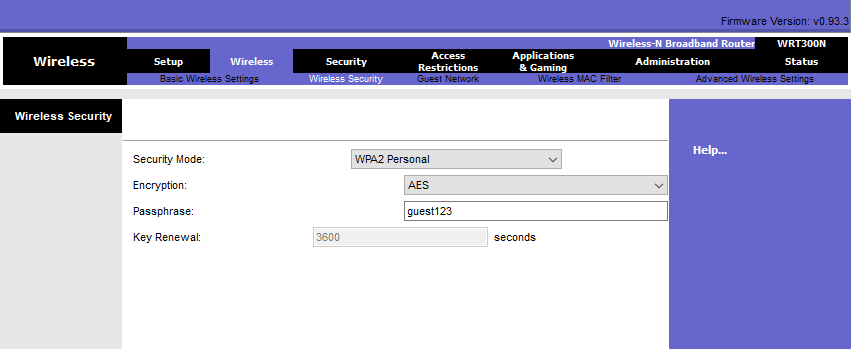 Firmware Version: v0.93.3
Wireless-N Broadband Router WRT300N
Wireless
Setup Wireless Security Access Restrictions Applications & Gaming Administration Status
Basic Wireless Settings Wireless Security Guest Network Wireless MAC Filter Advanced Wireless Settings
Wireless Security
Help...
Security Mode: WPA2 Personal
Encryption: AES
Passphrase: guest123
Key Renewal: 3600 seconds